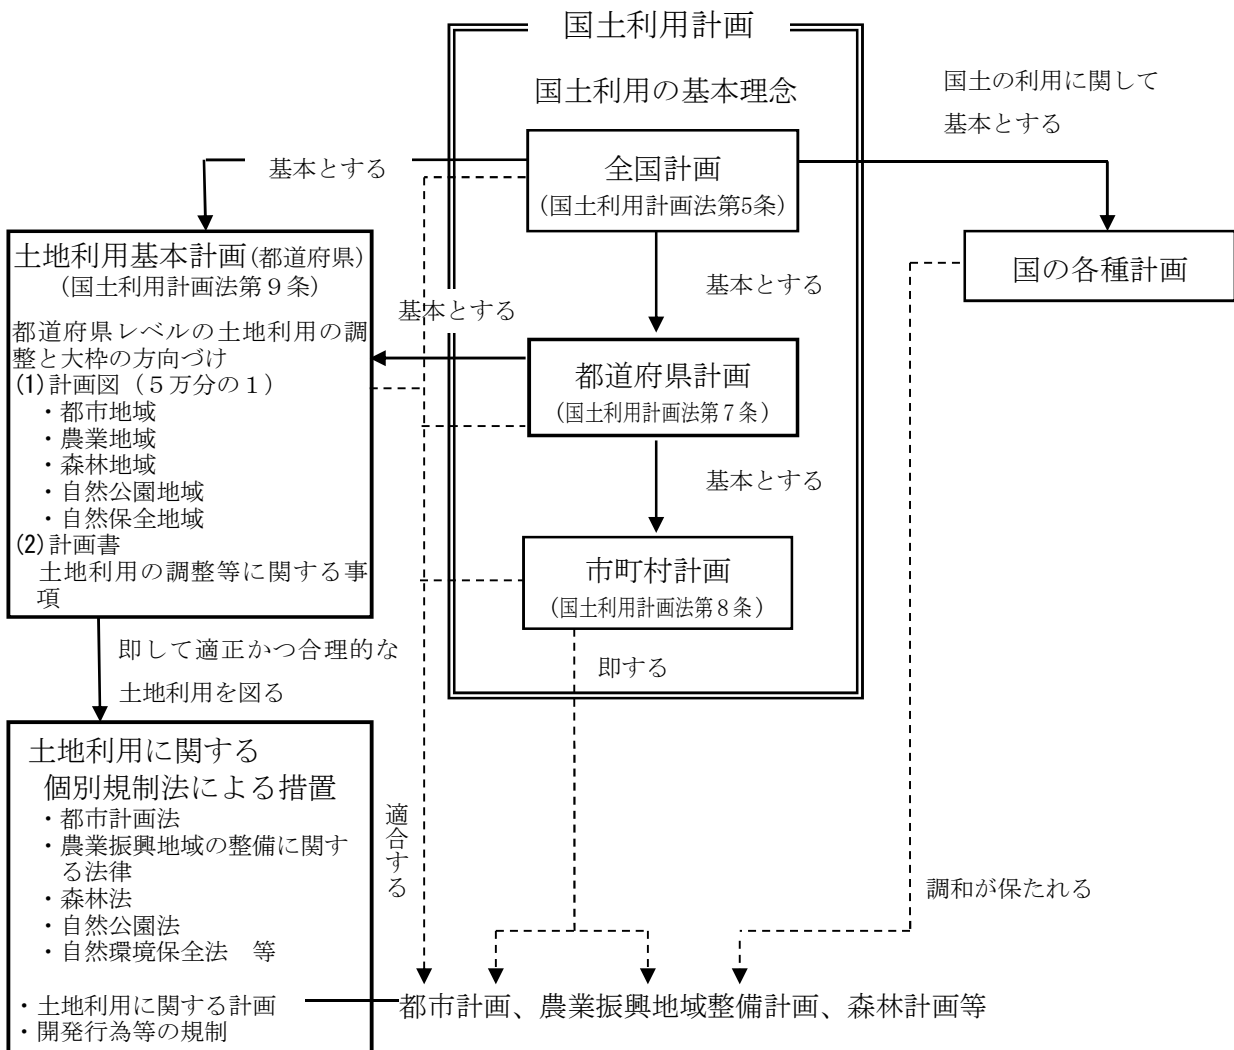 国土利用計画
国土利用の基本理念
国土の利用に関して
基本とする
基本とする
全国計画
(国土利用計画法第5条)
土地利用基本計画(都道府県)
(国土利用計画法第９条)
国の各種計画
基本とする
基本とする
都道府県レベルの土地利用の調
整と大枠の方向づけ
(1)計画図（５万分の１）
・都市地域
・農業地域
・森林地域
・自然公園地域
・自然保全地域
(2)計画書
土地利用の調整等に関する事
項
都道府県計画
(国土利用計画法第７条)
基本とする
市町村計画
(国土利用計画法第８条)
即して適正かつ合理的な
土地利用を図る
即する
土地利用に関する
個別規制法による措置
・都市計画法
・農業振興地域の整備に関す
る法律
・森林法
・自然公園法
・自然環境保全法　等
・土地利用に関する計画
・開発行為等の規制
適合する
調和が保たれる
都市計画、農業振興地域整備計画、森林計画等